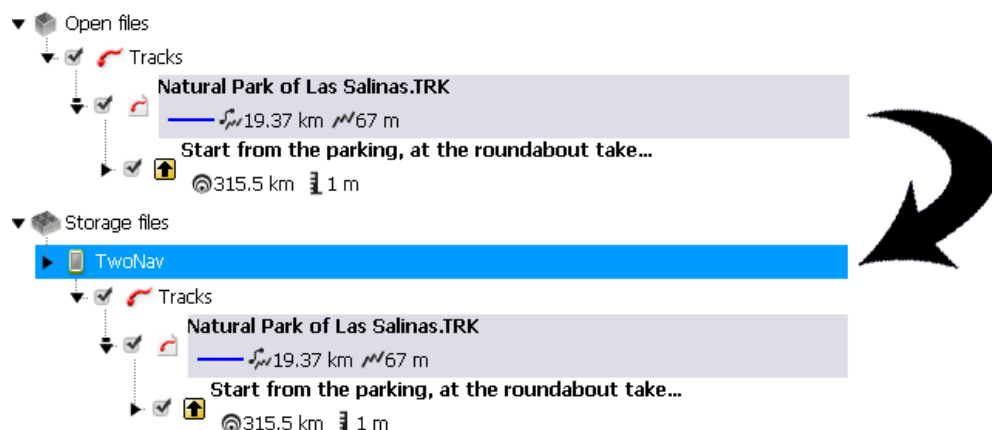 Open files
Tracks
Natural Park of Las Salinas.TRK
19.37 km 67 m
Start from the parking, at the roundabout take...
315.5 km 1 m
Storage files
TwoNav
Tracks
Natural Park of Las Salinas.TRK
19.37 km 67 m
Start from the parking, at the roundabout take...
315.5 km 1 m